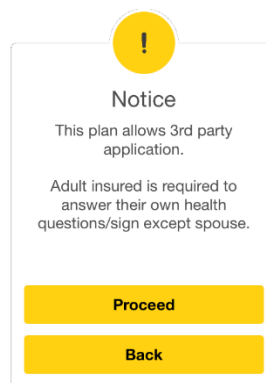 !
Notice
This plan allows 3rd party
application.
Adult insured is required to
answer their own health
questions/sign except spouse.
Proceed
Back